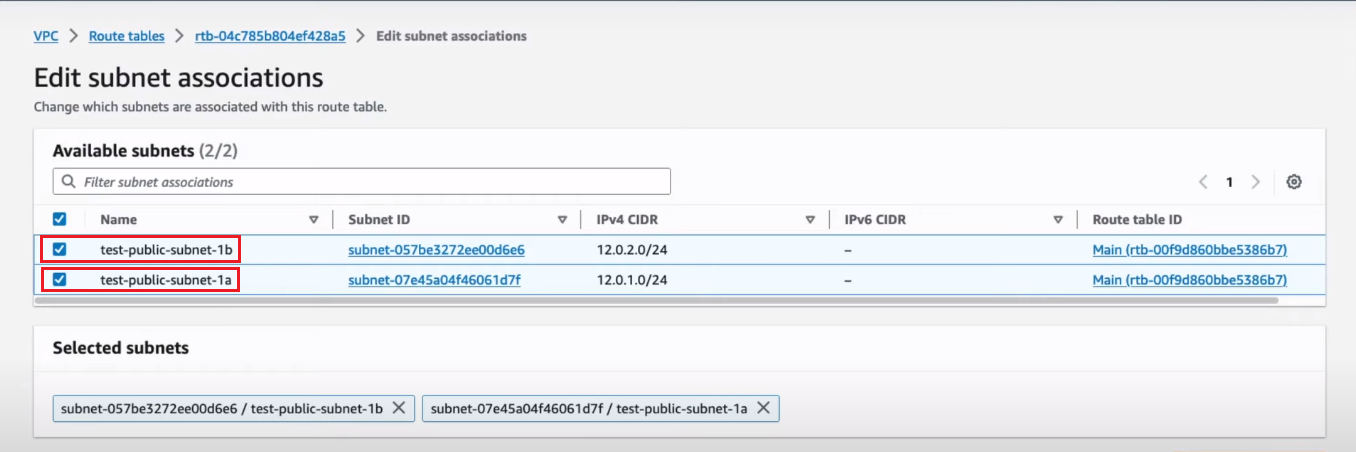 VPC > Route tables > rtb-04c785b804ef428a5 > Edit subnet associations
Edit subnet associations
Change which subnets are associated with this route table.
Available subnets (2/2)
Filter subnet associations
1
Name Subnet ID IPv4 CIDR IPv6 CIDR Route table ID
test-public-subnet-1b subnet-057be3272ee00d6e6 12.0.2.0/24 – Main (rtb-00f9d860bbe5386b7)
test-public-subnet-1a subnet-07e45a04f46061d7f 12.0.1.0/24 – Main (rtb-00f9d860bbe5386b7)
Selected subnets
subnet-057be3272ee00d6e6 / test-public-subnet-1b subnet-07e45a04f46061d7f / test-public-subnet-1a